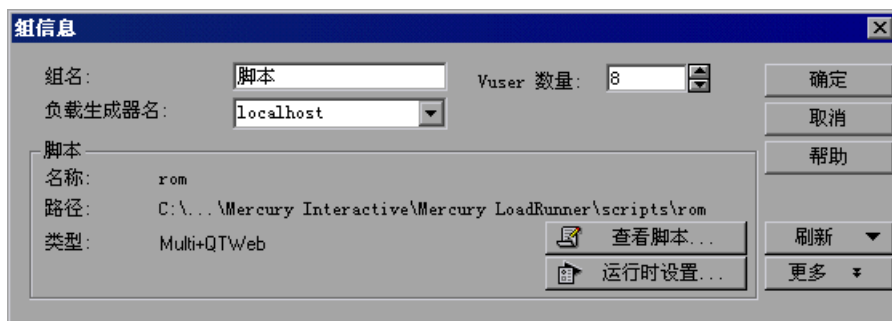 组信息
组名: 脚本 Vuser 数量: 8 确定
负载生成器名: localhost 取消
脚本 帮助
名称: rom
路径: C:\...\Mercury Interactive\Mercury LoadRunner\scripts\rom
类型: Multi+QTWeb 查看脚本... 刷新
运行时设置... 更多